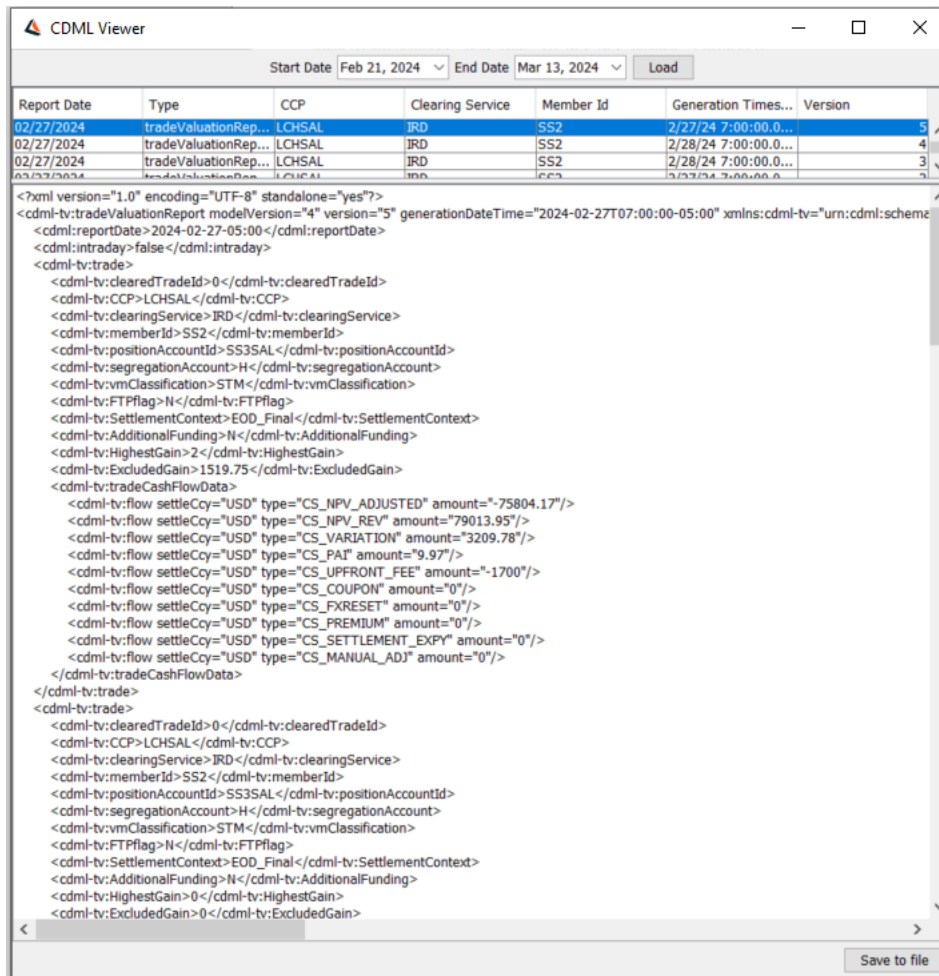 CDML Viewer
Start Date Feb 21, 2024 End Date Mar 13, 2024 Load
Report Date Type CCP Clearing Service Member Id Generation Times... Version
02/27/2024 tradeValuationRep... LCHSAL IRD SS2 2/27/24 7:00:00.0... 5
02/27/2024 tradeValuationRep... LCHSAL IRD SS2 2/28/24 7:00:00.0... 4
02/27/2024 tradeValuationRep... LCHSAL IRD SS2 2/28/24 7:00:00.0... 3
02/27/2024 tradeValuationRep... LCHSAL IRD SS2 2/27/24 7:00:00.0... 2
<?xml version="1.0" encoding="UTF-8" standalone="yes"?>
<cdml-tv:tradeValuationReport modelVersion="4" version="5" generationDateTime="2024-02-27T07:00:00-05:00" xmlns:cdml-tv="urn:cdml:schema
<cdml:reportDate>2024-02-27-05:00</cdml:reportDate>
<cdml:intraday>false</cdml:intraday>
<cdml-tv:trade>
<cdml-tv:clearedTradeId>0</cdml-tv:clearedTradeId>
<cdml-tv:CCP>LCHSAL</cdml-tv:CCP>
<cdml-tv:clearingService>IRD</cdml-tv:clearingService>
<cdml-tv:memberId>SS2</cdml-tv:memberId>
<cdml-tv:positionAccountId>SS3SAL</cdml-tv:positionAccountId>
<cdml-tv:segregationAccount>H</cdml-tv:segregationAccount>
<cdml-tv:vmClassification>STM</cdml-tv:vmClassification>
<cdml-tv:FTPflag>N</cdml-tv:FTPflag>
<cdml-tv:SettlementContext>EOD_Final</cdml-tv:SettlementContext>
<cdml-tv:AdditionalFunding>N</cdml-tv:AdditionalFunding>
<cdml-tv:HighestGain>2</cdml-tv:HighestGain>
<cdml-tv:ExcludedGain>1519.75</cdml-tv:ExcludedGain>
<cdml-tv:tradeCashFlowData>
<cdml-tv:flow settleCcy="USD" type="CS_NPV_ADJUSTED" amount="-75804.17"/>
<cdml-tv:flow settleCcy="USD" type="CS_NPV_REV" amount="79013.95"/>
<cdml-tv:flow settleCcy="USD" type="CS_VARIATION" amount="3209.78"/>
<cdml-tv:flow settleCcy="USD" type="CS_PAI" amount="9.97"/>
<cdml-tv:flow settleCcy="USD" type="CS_UPFRONT_FEE" amount="-1700"/>
<cdml-tv:flow settleCcy="USD" type="CS_COUPON" amount="0"/>
<cdml-tv:flow settleCcy="USD" type="CS_FXRESET" amount="0"/>
<cdml-tv:flow settleCcy="USD" type="CS_PREMIUM" amount="0"/>
<cdml-tv:flow settleCcy="USD" type="CS_SETTLEMENT_EXPY" amount="0"/>
<cdml-tv:flow settleCcy="USD" type="CS_MANUAL_ADJ" amount="0"/>
</cdml-tv:tradeCashFlowData>
</cdml-tv:trade>
<cdml-tv:trade>
<cdml-tv:clearedTradeId>0</cdml-tv:clearedTradeId>
<cdml-tv:CCP>LCHSAL</cdml-tv:CCP>
<cdml-tv:clearingService>IRD</cdml-tv:clearingService>
<cdml-tv:memberId>SS2</cdml-tv:memberId>
<cdml-tv:positionAccountId>SS3SAL</cdml-tv:positionAccountId>
<cdml-tv:segregationAccount>H</cdml-tv:segregationAccount>
<cdml-tv:vmClassification>STM</cdml-tv:vmClassification>
<cdml-tv:FTPflag>N</cdml-tv:FTPflag>
<cdml-tv:SettlementContext>EOD_Final</cdml-tv:SettlementContext>
<cdml-tv:AdditionalFunding>N</cdml-tv:AdditionalFunding>
<cdml-tv:HighestGain>0</cdml-tv:HighestGain>
<cdml-tv:ExcludedGain>0</cdml-tv:ExcludedGain>
Save to file